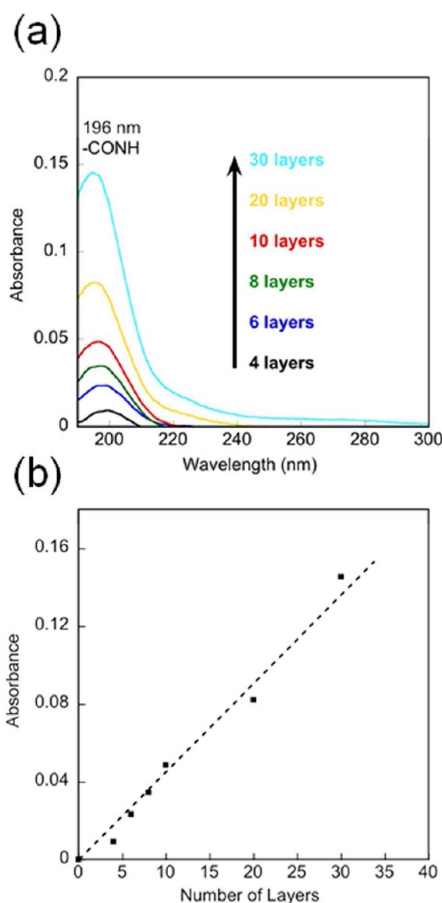 (a)
0.2
0.15
0.1
0.05
0
Absorbance
196 nm
-CONH
30 layers
20 layers
10 layers
8 layers
6 layers
4 layers
200 220 240 260 280 300
Wavelength (nm)
(b)
0.16
0.12
0.08
0.04
0
Absorbance
0 5 10 15 20 25 30 35 40
Number of Layers